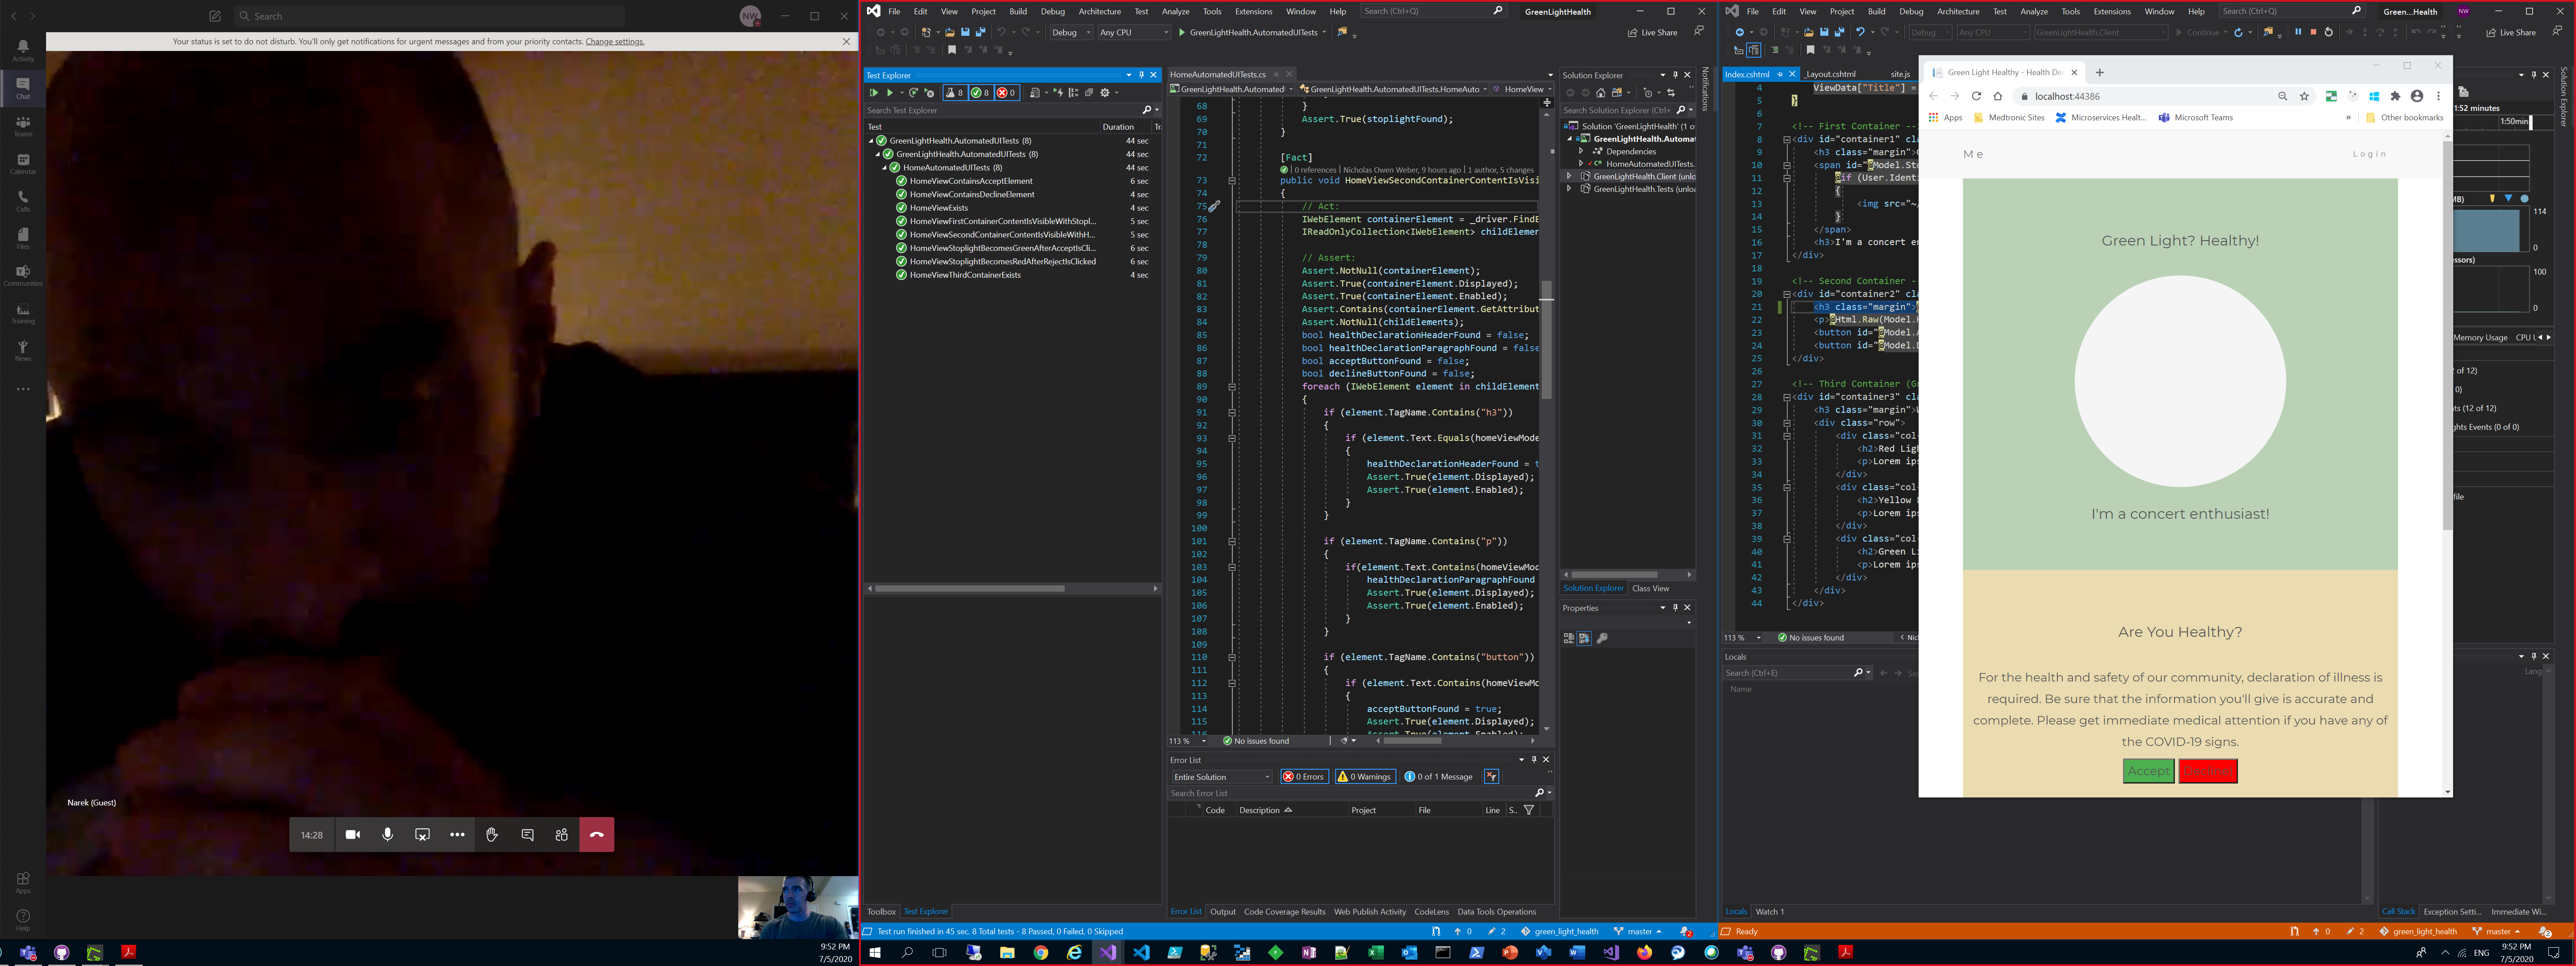 Search
NW
Your status is set to do not disturb. You'll only get notifications for urgent messages and from your priority contacts. Change settings.
Activity
Chat
Teams
Calendar
Calls
Files
Communities
Training
News
Apps
Help
Narek (Guest)
14:28
9:52 PM
7/5/2020
File Edit View Project Build Debug Architecture Test Analyze Tools Extensions Window Help Search (Ctrl+Q) GreenLightHealth
Debug Any CPU GreenLightHealth.AutomatedUITests Live Share
Test Explorer
8 8 0
Search Test Explorer
Test Duration Tr
GreenLightHealth.AutomatedUITests (8) 44 sec
GreenLightHealth.AutomatedUITests (8) 44 sec
HomeAutomatedUITests (8) 44 sec
HomeViewContainsAcceptElement 6 sec
HomeViewContainsDeclineElement 4 sec
HomeViewExists 4 sec
HomeViewFirstContainerContentIsVisibleWithStopl... 5 sec
HomeViewSecondContainerContentIsVisibleWithH... 5 sec
HomeViewStoplightBecomesGreenAfterAcceptIsCli... 6 sec
HomeViewStoplightBecomesRedAfterRejectIsClicked 6 sec
HomeViewThirdContainerExists 4 sec
Toolbox Test Explorer
HomeAutomatedUITests.cs
GreenLightHealth.Automated GreenLightHealth.AutomatedUITests.HomeAuto HomeView
68 }
69 Assert.True(stoplightFound);
70 }
71
72 [Fact]
0 references | Nicholas Owen Weber, 9 hours ago | 1 author, 5 changes
73 public void HomeViewSecondContainerContentIsVisi
74 {
75 // Act:
76 IWebElement containerElement = _driver.FindE
77 IReadOnlyCollection<IWebElement> childElemen
78
79 // Assert:
80 Assert.NotNull(containerElement);
81 Assert.True(containerElement.Displayed);
82 Assert.True(containerElement.Enabled);
83 Assert.Contains(containerElement.GetAttribut
84 Assert.NotNull(childElements);
85 bool healthDeclarationHeaderFound = false;
86 bool healthDeclarationParagraphFound = false
87 bool acceptButtonFound = false;
88 bool declineButtonFound = false;
89 foreach (IWebElement element in childElement
90 {
91 if (element.TagName.Contains("h3"))
92 {
93 if (element.Text.Equals(homeViewMode
94 {
95 healthDeclarationHeaderFound = t
96 Assert.True(element.Displayed);
97 Assert.True(element.Enabled);
98 }
99 }
100
101 if (element.TagName.Contains("p"))
102 {
103 if(element.Text.Contains(homeViewMod
104 healthDeclarationParagraphFound
105 Assert.True(element.Displayed);
106 Assert.True(element.Enabled);
107 }
108 }
109
110 if (element.TagName.Contains("button"))
111 {
112 if (element.Text.Contains(homeViewMo
113 {
114 acceptButtonFound = true;
115 Assert.True(element.Displayed);
116 Assert.True(element.Enabled);
113 % No issues found
Error List
Entire Solution 0 Errors 0 Warnings 0 of 1 Message
Search Error List
Code Description Project File Line S..
Error List Output Code Coverage Results Web Publish Activity CodeLens Data Tools Operations
Solution Explorer
Search Solution Explorer (Ctrl+
Solution 'GreenLightHealth' (1 o
GreenLightHealth.Automat
Dependencies
HomeAutomatedUITests.
GreenLightHealth.Client (unlo
GreenLightHealth.Tests (unloa
Solution Explorer Class View
Properties
Notifications
Test run finished in 45 sec. 8 Total tests - 8 Passed, 0 Failed, 0 Skipped
0 2 green_light_health master 2
File Edit View Project Build Debug Architecture Test Analyze Tools Extensions Window Help Search (Ctrl+Q) Green...Health NW
Debug Any CPU GreenLightHealth.Client Continue Live Share
Index.cshtml _Layout.cshtml site.js
4 ViewData["Title"] =
5 }
6
7 <!-- First Container --
8 <div id="container1" cla
9 <h3 class="margin">G
10 <span id="@Model.Sto
11 @if (User.Identi
12 {
13 <img src="~/
14 }
15 </span>
16 <h3>I'm a concert en
17 </div>
18
19 <!-- Second Container --
20 <div id="container2" cla
21 <h3 class="margin">
22 <p>@Html.Raw(Model.H
23 <button id="@Model.A
24 <button id="@Model.D
25 </div>
26
27 <!-- Third Container (Gr
28 <div id="container3" cla
29 <h3 class="margin">W
30 <div class="row">
31 <div class="col-
32 <h2>Red Ligh
33 <p>Lorem ips
34 </div>
35 <div class="col-
36 <h2>Yellow
37 <p>Lorem ips
38 </div>
39 <div class="col-
40 <h2>Green Li
41 <p>Lorem ips
42 </div>
43 </div>
44 </div>
113 % No issues found Nich
Locals
Search (Ctrl+E)
Name
Lang
Locals Watch 1
Call Stack Exception Setti... Immediate Wi...
Ready
0 2 green_light_health master 2
Green Light Healthy - Health Dec
localhost:44386
Apps Medtronic Sites Microservices Healt... Microsoft Teams » Other bookmarks
Me Login
Green Light? Healthy!
I'm a concert enthusiast!
Are You Healthy?
For the health and safety of our community, declaration of illness is
required. Be sure that the information you'll give is accurate and
complete. Please get immediate medical attention if you have any of
the COVID-19 signs.
Accept Decline
1:52 minutes
1:50min
114
0
100
0
Memory Usage CPU U
Solution Explorer
ENG
9:52 PM
7/5/2020